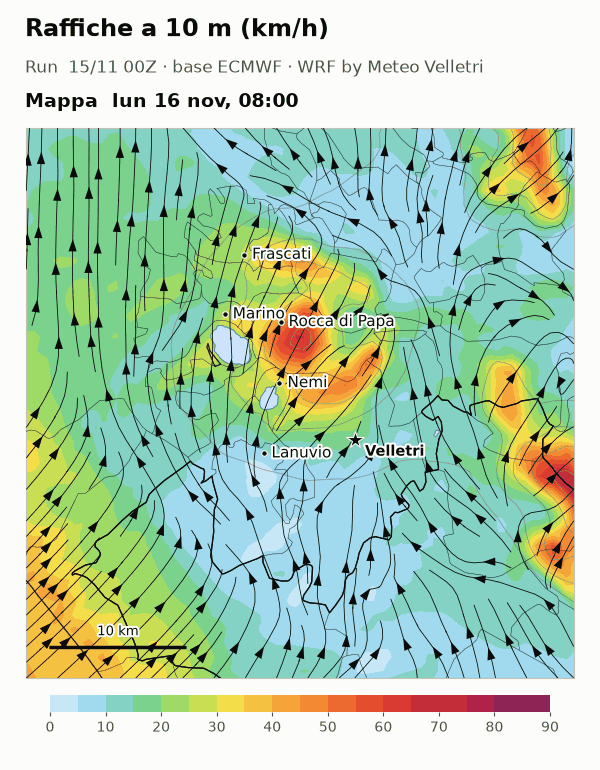 Raffiche a 10 m (km/h)
Run  15/11 00Z · base ECMWF · WRF by Meteo Velletri
Mappa  lun 16 nov, 08:00
Frascati
Marino
Rocca di Papa
Nemi
Lanuvio
Velletri
10 km
0 10 20 30 40 50 60 70 80 90